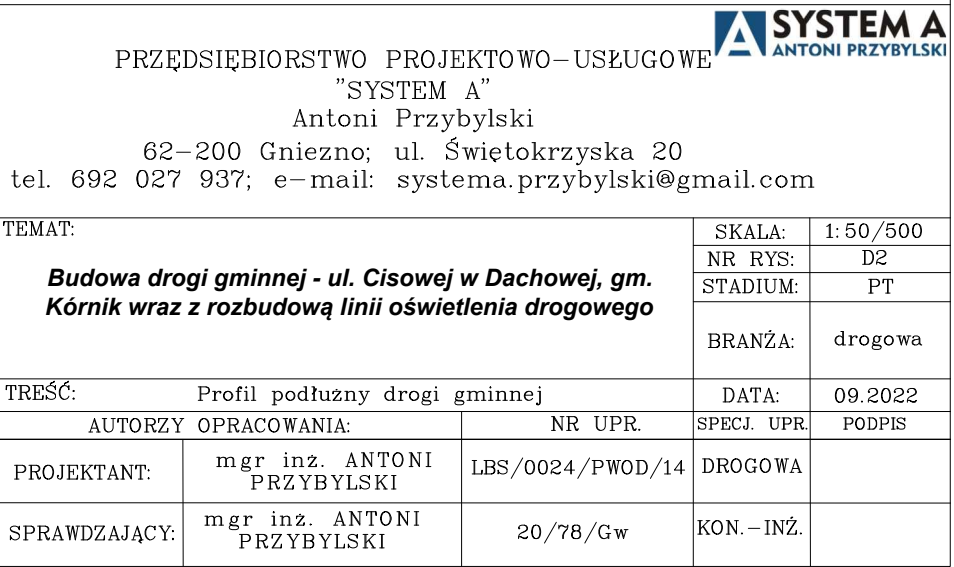 SYSTEM A
ANTONI PRZYBYLSKI
PRZĘDSIĘBIORSTWO PROJEKTOWO-USŁUGOWE
"SYSTEM A"
Antoni Przybylski
62-200 Gniezno; ul. Świętokrzyska 20
tel. 692 027 937; e-mail: systema.przybylski@gmail.com
TEMAT:
Budowa drogi gminnej - ul. Cisowej w Dachowej, gm.
Kórnik wraz z rozbudową linii oświetlenia drogowego
SKALA: 1:50/500
NR RYS: D2
STADIUM: PT
BRANŻA: drogowa
TREŚĆ: Profil podłużny drogi gminnej DATA: 09.2022
AUTORZY OPRACOWANIA: NR UPR. SPECJ. UPR. PODPIS
PROJEKTANT: mgr inż. ANTONI
PRZYBYLSKI LBS/0024/PWOD/14 DROGOWA
SPRAWDZAJĄCY: mgr inż. ANTONI
PRZYBYLSKI 20/78/Gw KON.-INŻ.